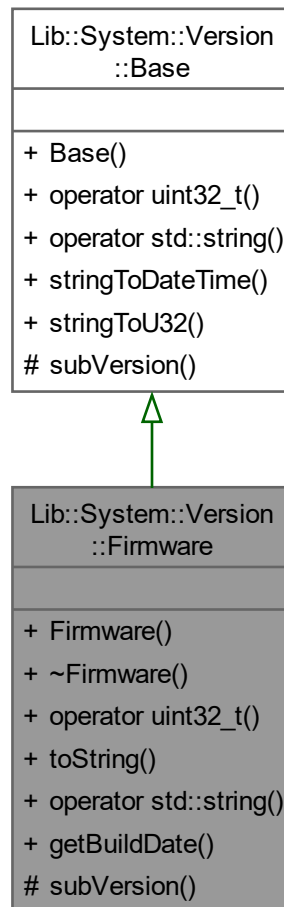 Lib::System::Version
::Base
+ Base()
+ operator uint32_t()
+ operator std::string()
+ stringToDateTime()
+ stringToU32()
# subVersion()
Lib::System::Version
::Firmware
+ Firmware()
+ ~Firmware()
+ operator uint32_t()
+ toString()
+ operator std::string()
+ getBuildDate()
# subVersion()